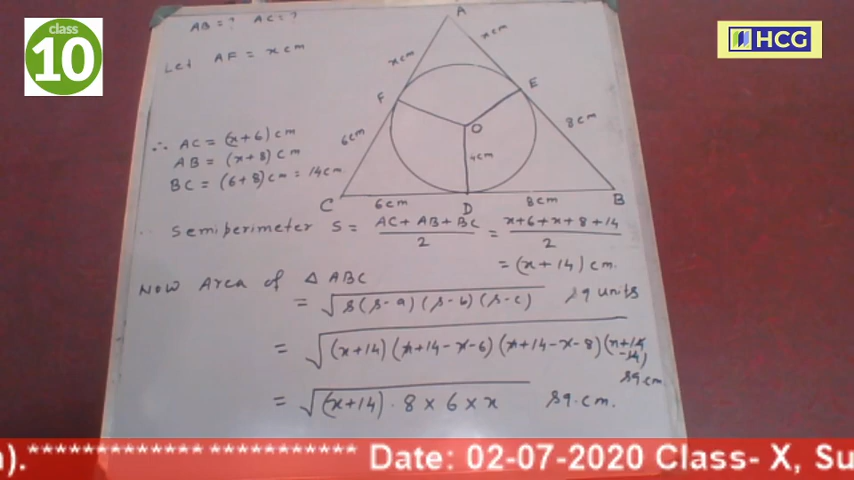 class
10
HCG
AB = ? AC = ?
Let AF = x cm
A
x cm
x cm
F
E
6cm
8cm
O
4cm
C
6cm
D
8cm
B
∴ AC = (x+6) cm
AB = (x+8) cm
BC = (6+8) cm = 14 cm
Semiperimeter S = AC + AB + BC / 2 = x+6+x+8+14 / 2
= (x+14) cm.
Now Area of △ ABC
= √s(s-a)(s-b)(s-c) sq units
= √(x+14)(x+14-x-6)(x+14-x-8)(x+14-14) sq cm
= √(x+14) · 8 × 6 × x sq. cm.
).************************************ Date: 02-07-2020 Class- X, Su